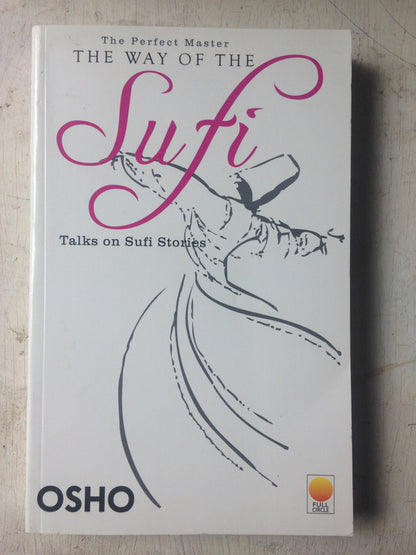 The Perfect Master
THE WAY OF THE
Sufi
Talks on Sufi Stories
OSHO
FULL
CIRCLE